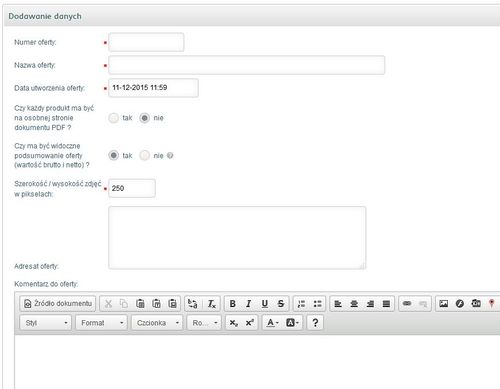 Dodawanie danych
Numer oferty:
Nazwa oferty:
Data utworzenia oferty:
11-12-2015 11:59
Czy każdy produkt ma być
na osobnej stronie
dokumentu PDF ?
tak nie
Czy ma być widoczne
podsumowanie oferty
(wartość brutto i netto) ?
tak nie ?
Szerokość / wysokość zdjęć
w pikselach:
250
Adresat oferty:
Komentarz do oferty:
Źródło dokumentu B I U S
Styl Format Czcionka Ro... x₂ x² A A ?